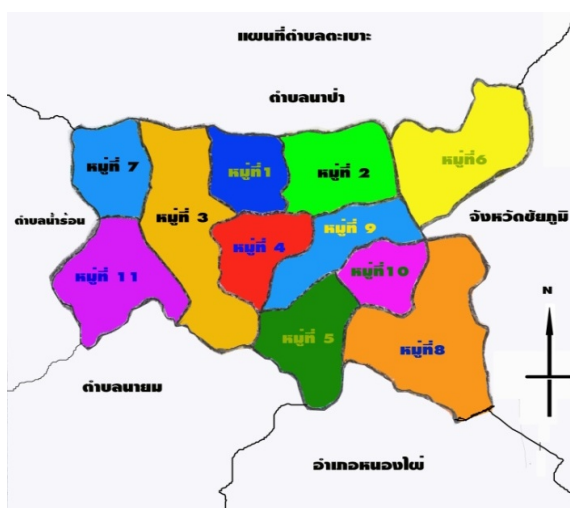 แผนที่ตำบลตะเบาะ
ตำบลนาป่า
หมู่ที่ 7
หมู่ที่1
หมู่ที่ 2
หมู่ที่6
หมู่ที่ 3
ตำบลน้ำร้อน
จังหวัดชัยภูมิ
หมู่ที่ 4
หมู่ที่ 9
หมู่ที่ 11
หมู่ที่10
N
หมู่ที่ 5
หมู่ที่8
ตำบลนายม
อำเภอหนองไผ่